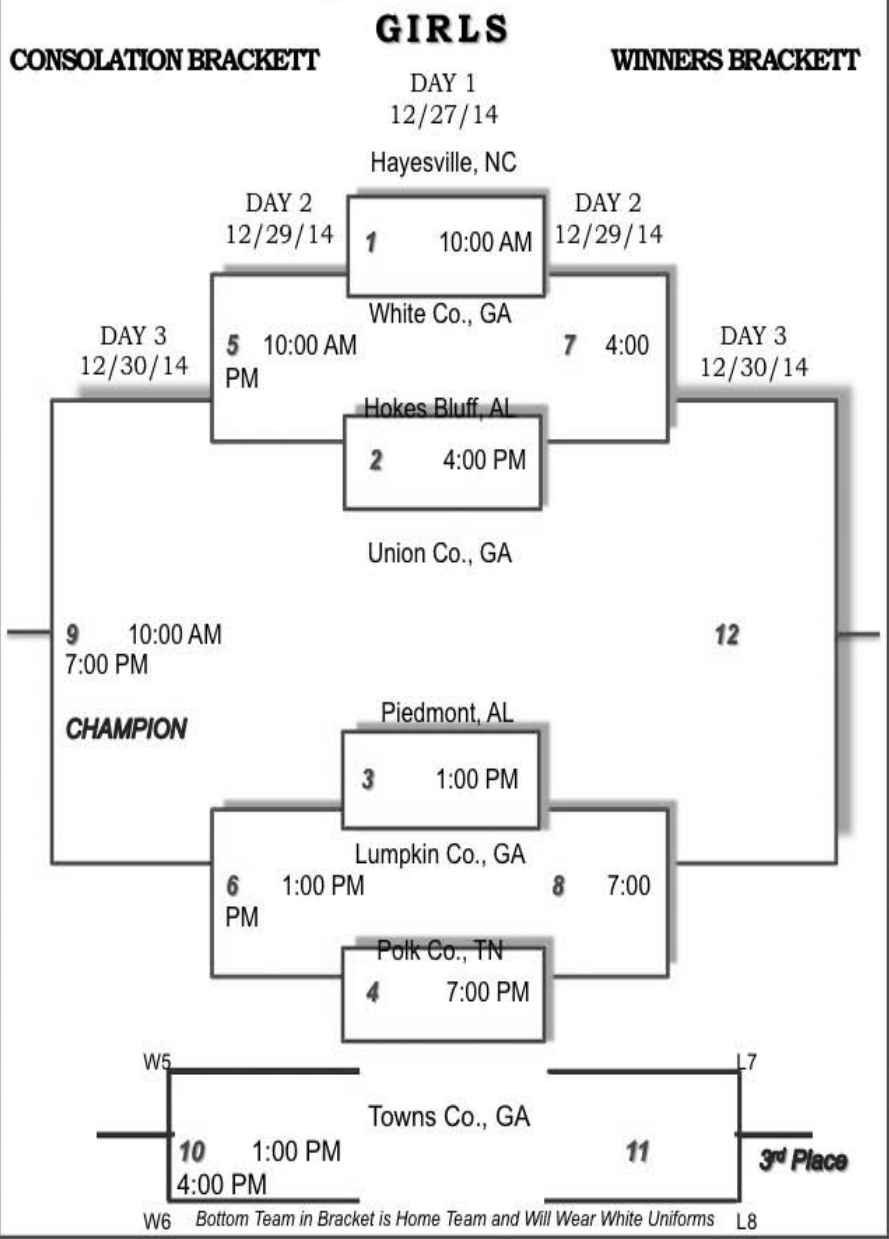 GIRLS
CONSOLATION BRACKETT
WINNERS BRACKETT
DAY 1
12/27/14
Hayesville, NC
DAY 2
12/29/14
1 10:00 AM
DAY 2
12/29/14
White Co., GA
DAY 3
12/30/14
5 10:00 AM
PM
7 4:00
DAY 3
12/30/14
Hokes Bluff, AL
2 4:00 PM
Union Co., GA
9 10:00 AM
7:00 PM
12
CHAMPION
Piedmont, AL
3 1:00 PM
Lumpkin Co., GA
6 1:00 PM
PM
8 7:00
Polk Co., TN
4 7:00 PM
W5
L7
Towns Co., GA
10 1:00 PM
4:00 PM
11
3rd Place
W6
Bottom Team in Bracket is Home Team and Will Wear White Uniforms
L8